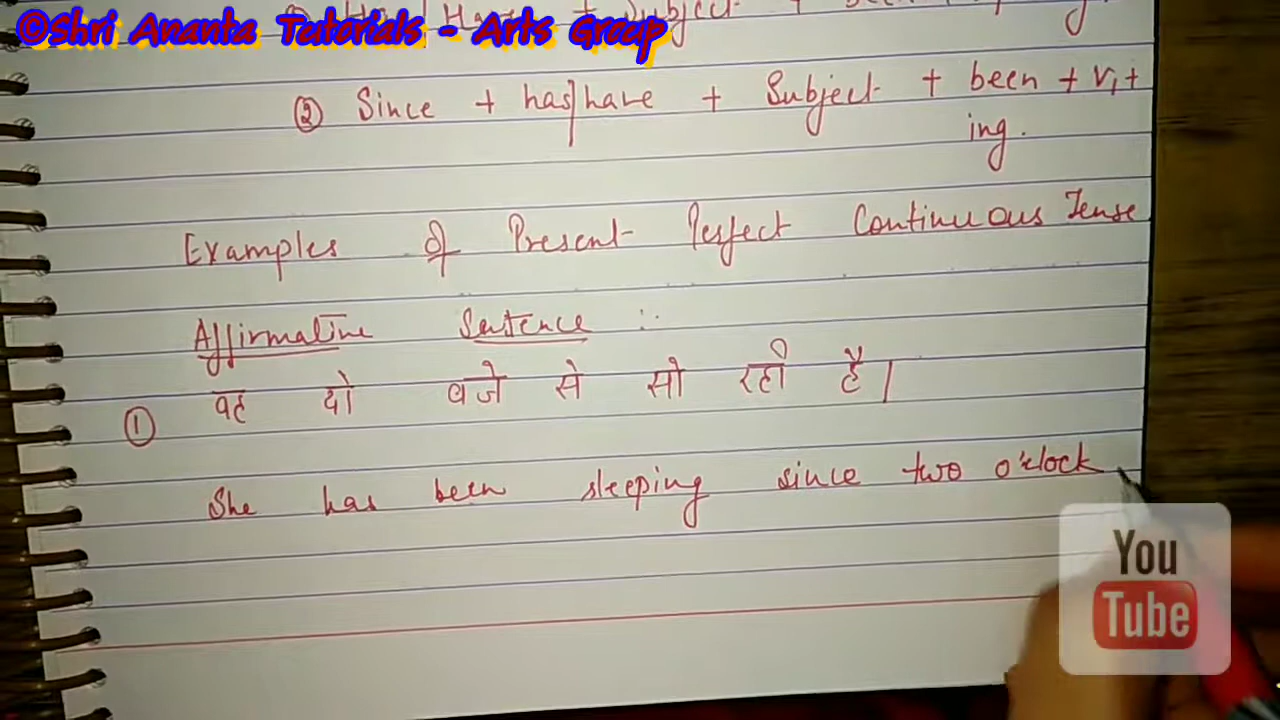 ©Shri Ananta Tutorials - Arts Group
② Since + has/have + Subject + been + V1 +
ing.
Examples of Present Perfect Continuous Tense
Affirmative Sentence :-
① वह दो बजे से सो रही है।
She has been sleeping since two o'clock
You
Tube